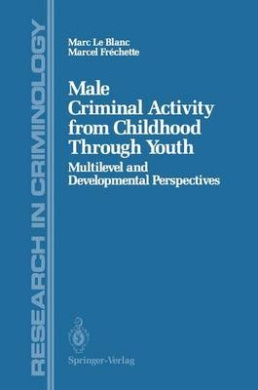 Marc Le Blanc
Marcel Fréchette
Male
Criminal Activity
from Childhood
Through Youth
Multilevel and
Developmental Perspectives
RESEARCH IN CRIMINOLOGY
Springer-Verlag